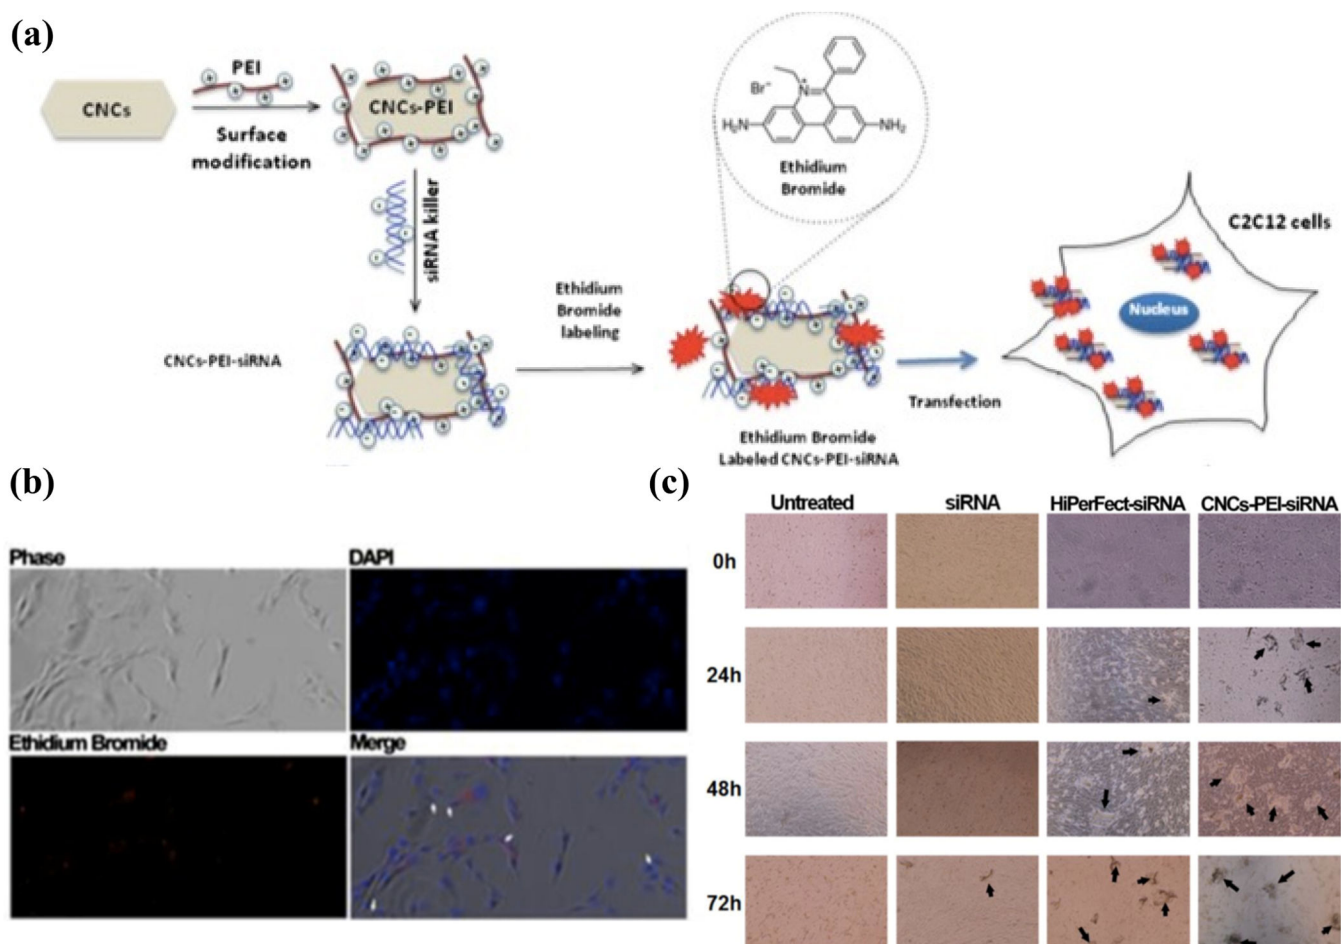 (a)
PEI
CNCs
Surface
modification
CNCs-PEI
siRNA killer
CNCs-PEI-siRNA
Ethidium
Bromide
labeling
Br⁻
N⁺
H₂N
NH₂
Ethidium
Bromide
Ethidium Bromide
Labeled CNCs-PEI-siRNA
Transfection
C2C12 cells
Nucleus
(b)
Phase
DAPI
Ethidium Bromide
Merge
(c)
Untreated siRNA HiPerFect-siRNA CNCs-PEI-siRNA
0h
24h
48h
72h